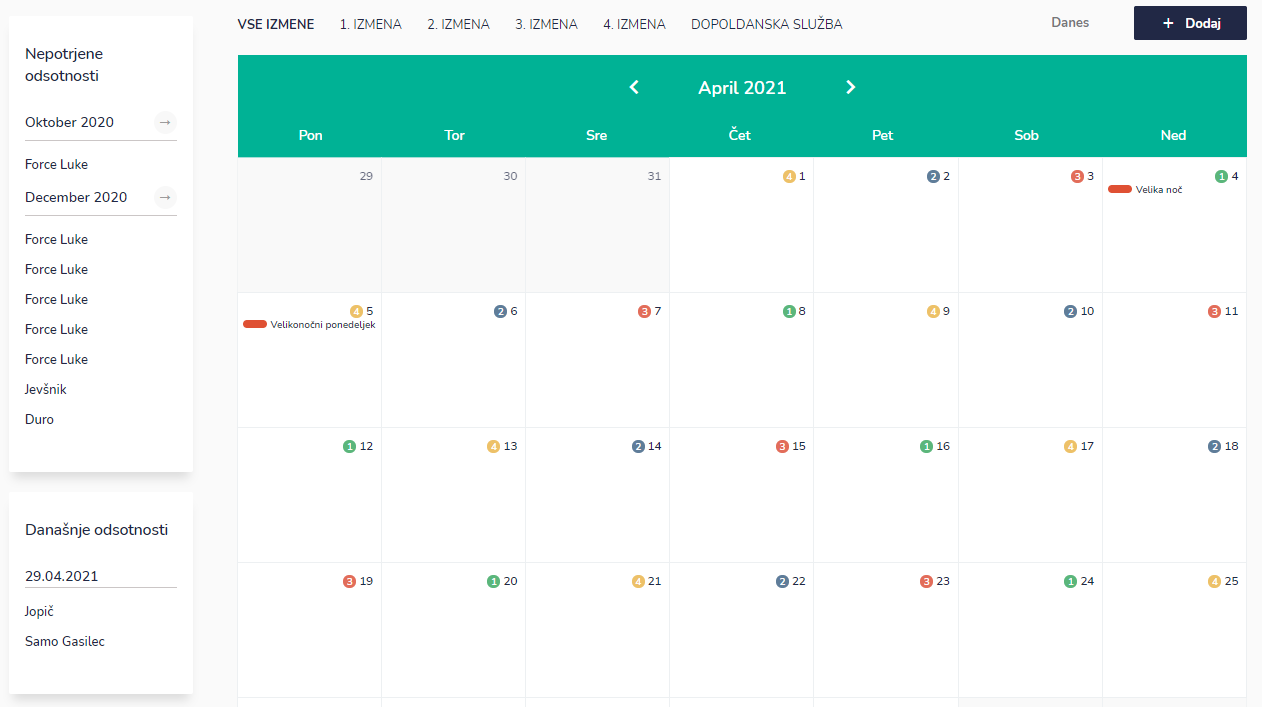 Nepotrjene
odsotnosti
Oktober 2020 →
Force Luke
December 2020 →
Force Luke
Force Luke
Force Luke
Force Luke
Force Luke
Jevšnik
Duro
Današnje odsotnosti
29.04.2021
Jopič
Samo Gasilec
VSE IZMENE 1. IZMENA 2. IZMENA 3. IZMENA 4. IZMENA DOPOLDANSKA SLUŽBA Danes + Dodaj
April 2021
Pon Tor Sre Čet Pet Sob Ned
29 30 31 4 1 2 2 3 3 1 4
Velika noč
4 5 2 6 3 7 1 8 4 9 2 10 3 11
Velikonočni ponedeljek
1 12 4 13 2 14 3 15 1 16 4 17 2 18
3 19 1 20 4 21 2 22 3 23 1 24 4 25